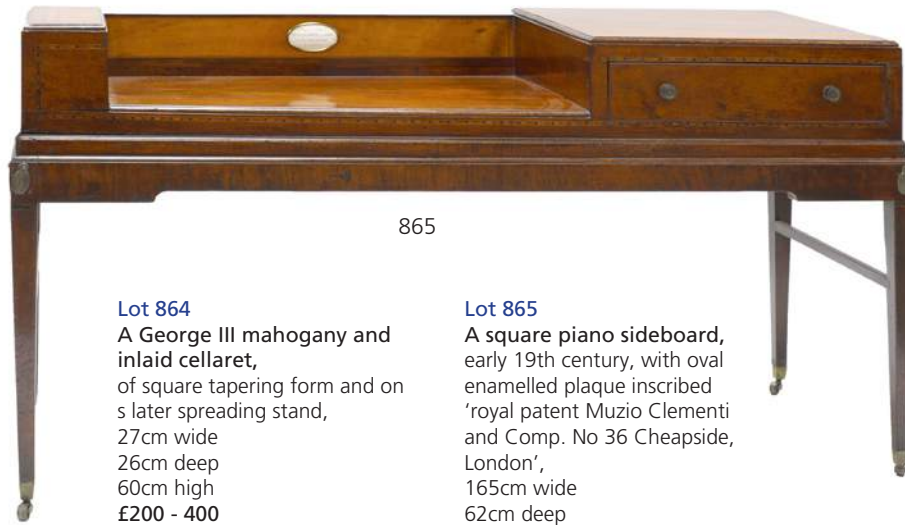 865
Lot 864
A George III mahogany and
inlaid cellaret,
of square tapering form and on
s later spreading stand,
27cm wide
26cm deep
60cm high
£200 - 400
Lot 865
A square piano sideboard,
early 19th century, with oval
enamelled plaque inscribed
‘royal patent Muzio Clementi
and Comp. No 36 Cheapside,
London’,
165cm wide
62cm deep